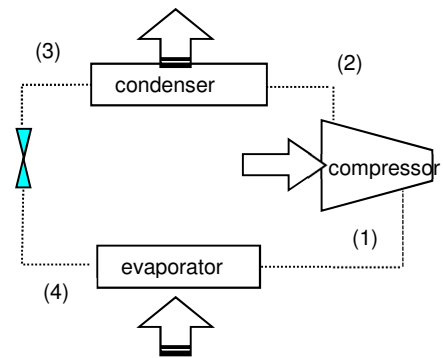 (3)
(2)
condenser
compressor
(1)
evaporator
(4)